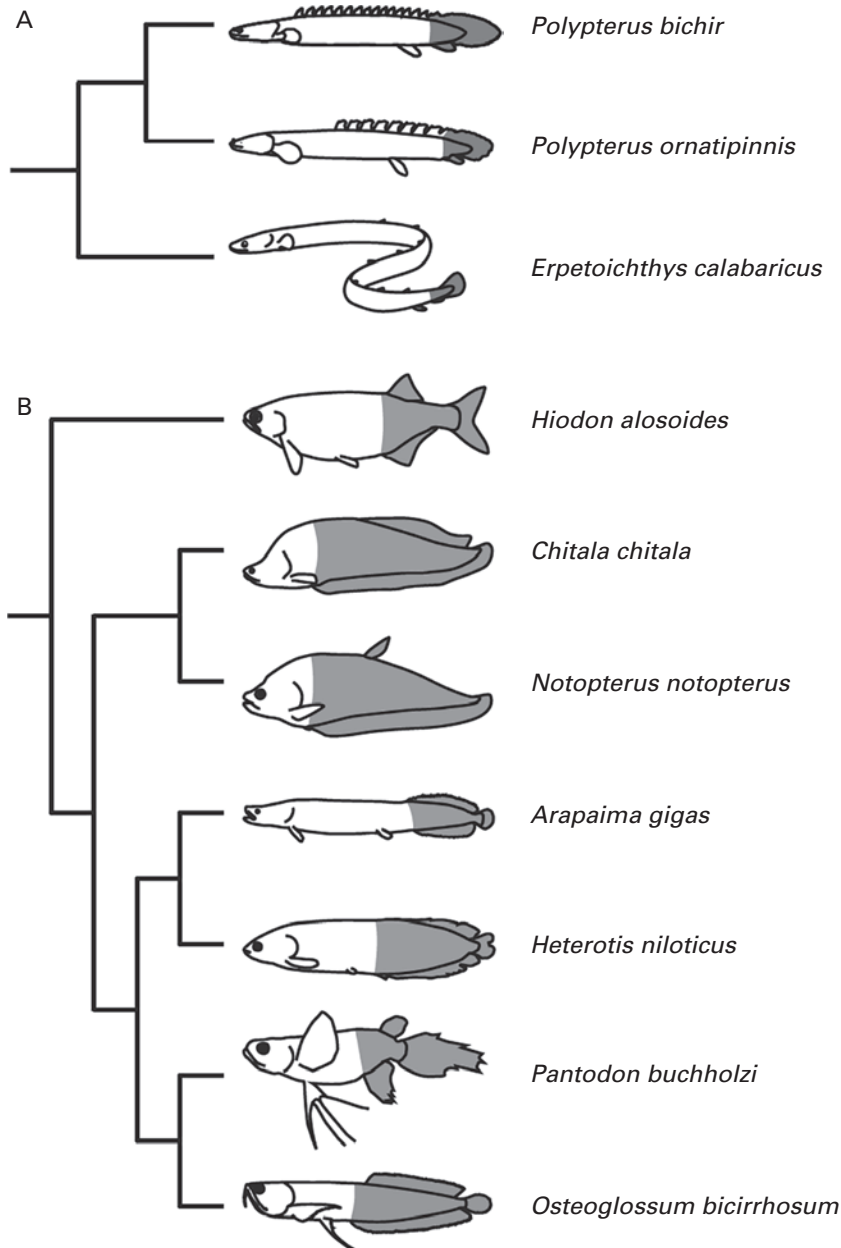 A
Polypterus bichir
Polypterus ornatipinnis
Erpetoichthys calabaricus
B
Hiodon alosoides
Chitala chitala
Notopterus notopterus
Arapaima gigas
Heterotis niloticus
Pantodon buchholzi
Osteoglossum bicirrhosum